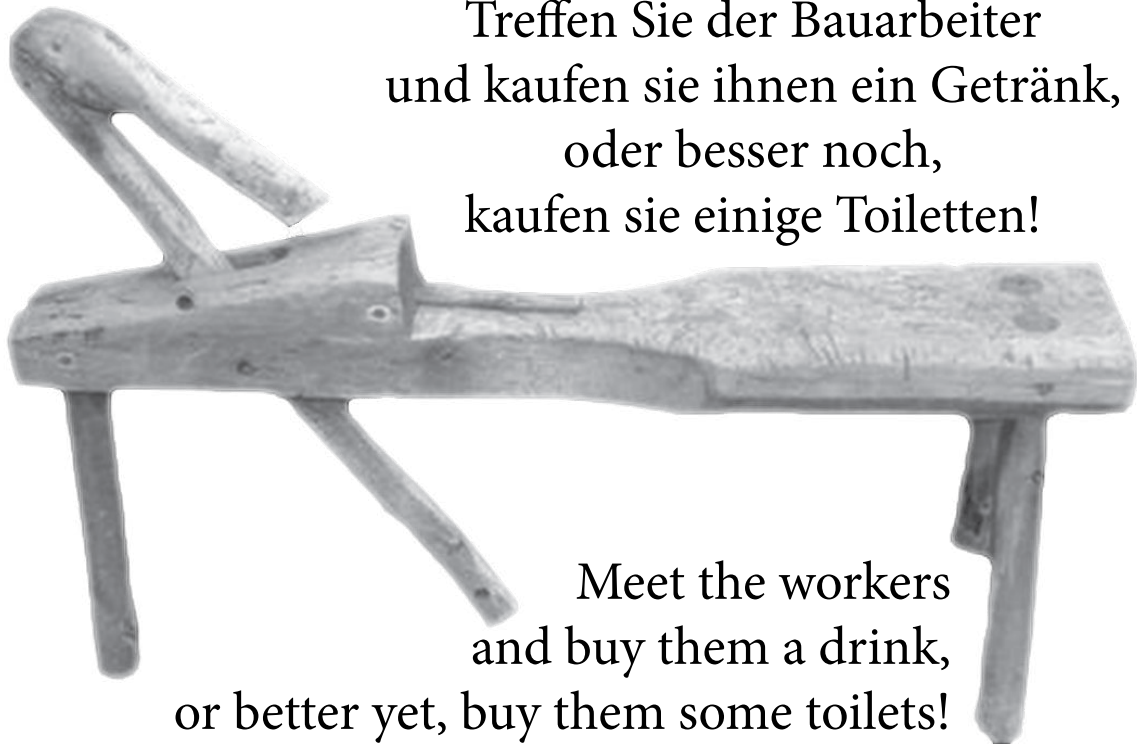 Treffen Sie der Bauarbeiter
und kaufen sie ihnen ein Getränk,
oder besser noch,
kaufen sie einige Toiletten!
Meet the workers
and buy them a drink,
or better yet, buy them some toilets!